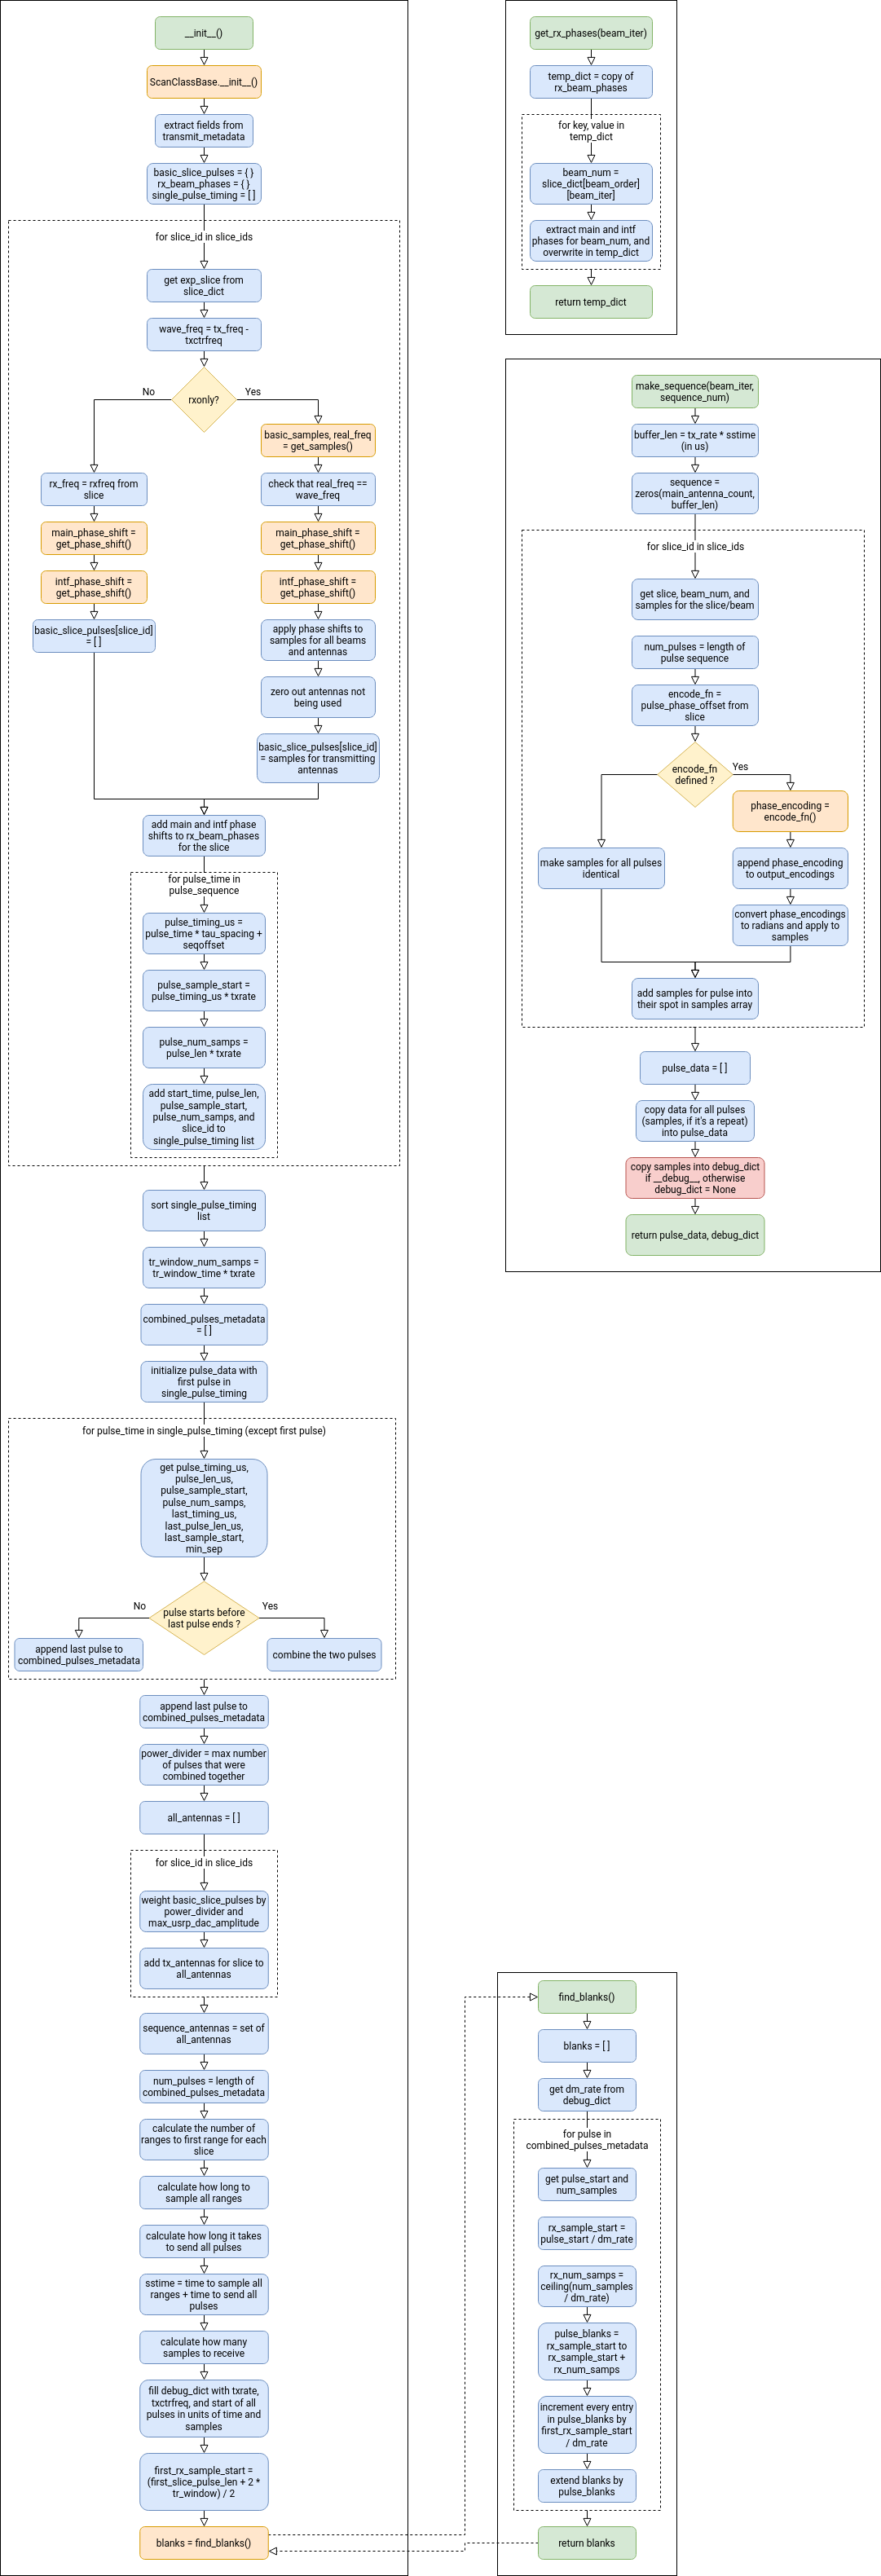 __init__()
ScanClassBase.__init__()
extract fields from
transmit_metadata
basic_slice_pulses = { }
rx_beam_phases = { }
single_pulse_timing = [ ]
for slice_id in slice_ids
get exp_slice from
slice_dict
wave_freq = tx_freq -
txctrfreq
rxonly?
No
Yes
rx_freq = rxfreq from
slice
main_phase_shift =
get_phase_shift()
intf_phase_shift =
get_phase_shift()
basic_slice_pulses[slice_id]
= [ ]
basic_samples, real_freq
= get_samples()
check that real_freq ==
wave_freq
main_phase_shift =
get_phase_shift()
intf_phase_shift =
get_phase_shift()
apply phase shifts to
samples for all beams
and antennas
zero out antennas not
being used
basic_slice_pulses[slice_id]
= samples for transmitting
antennas
add main and intf phase
shifts to rx_beam_phases
for the slice
for pulse_time in
pulse_sequence
pulse_timing_us =
pulse_time * tau_spacing +
seqoffset
pulse_sample_start =
pulse_timing_us * txrate
pulse_num_samps =
pulse_len * txrate
add start_time, pulse_len,
pulse_sample_start,
pulse_num_samps, and
slice_id to
single_pulse_timing list
sort single_pulse_timing
list
tr_window_num_samps =
tr_window_time * txrate
combined_pulses_metadata
= [ ]
initialize pulse_data with
first pulse in
single_pulse_timing
for pulse_time in single_pulse_timing (except first pulse)
get pulse_timing_us,
pulse_len_us,
pulse_sample_start,
pulse_num_samps,
last_timing_us,
last_pulse_len_us,
last_sample_start,
min_sep
pulse starts before
last pulse ends ?
No
Yes
append last pulse to
combined_pulses_metadata
combine the two pulses
append last pulse to
combined_pulses_metadata
power_divider = max number
of pulses that were
combined together
all_antennas = [ ]
for slice_id in slice_ids
weight basic_slice_pulses by
power_divider and
max_usrp_dac_amplitude
add tx_antennas for slice to
all_antennas
sequence_antennas = set of
all_antennas
num_pulses = length of
combined_pulses_metadata
calculate the number of
ranges to first range for each
slice
calculate how long to
sample all ranges
calculate how long it takes
to send all pulses
sstime = time to sample all
ranges + time to send all
pulses
calculate how many
samples to receive
fill debug_dict with txrate,
txctrfreq, and start of all
pulses in units of time and
samples
first_rx_sample_start =
(first_slice_pulse_len + 2 *
tr_window) / 2
blanks = find_blanks()
get_rx_phases(beam_iter)
temp_dict = copy of
rx_beam_phases
for key, value in
temp_dict
beam_num =
slice_dict[beam_order]
[beam_iter]
extract main and intf
phases for beam_num, and
overwrite in temp_dict
return temp_dict
make_sequence(beam_iter,
sequence_num)
buffer_len = tx_rate * sstime
(in us)
sequence =
zeros(main_antenna_count,
buffer_len)
for slice_id in slice_ids
get slice, beam_num, and
samples for the slice/beam
num_pulses = length of
pulse sequence
encode_fn =
pulse_phase_offset from
slice
encode_fn
defined ?
Yes
make samples for all pulses
identical
phase_encoding =
encode_fn()
append phase_encoding
to output_encodings
convert phase_encodings
to radians and apply to
samples
add samples for pulse into
their spot in samples array
pulse_data = [ ]
copy data for all pulses
(samples, if it's a repeat)
into pulse_data
copy samples into debug_dict
if __debug__, otherwise
debug_dict = None
return pulse_data, debug_dict
find_blanks()
blanks = [ ]
get dm_rate from
debug_dict
for pulse in
combined_pulses_metadata
get pulse_start and
num_samples
rx_sample_start =
pulse_start / dm_rate
rx_num_samps =
ceiling(num_samples
/ dm_rate)
pulse_blanks =
rx_sample_start to
rx_sample_start +
rx_num_samps
increment every entry
in pulse_blanks by
first_rx_sample_start
/ dm_rate
extend blanks by
pulse_blanks
return blanks